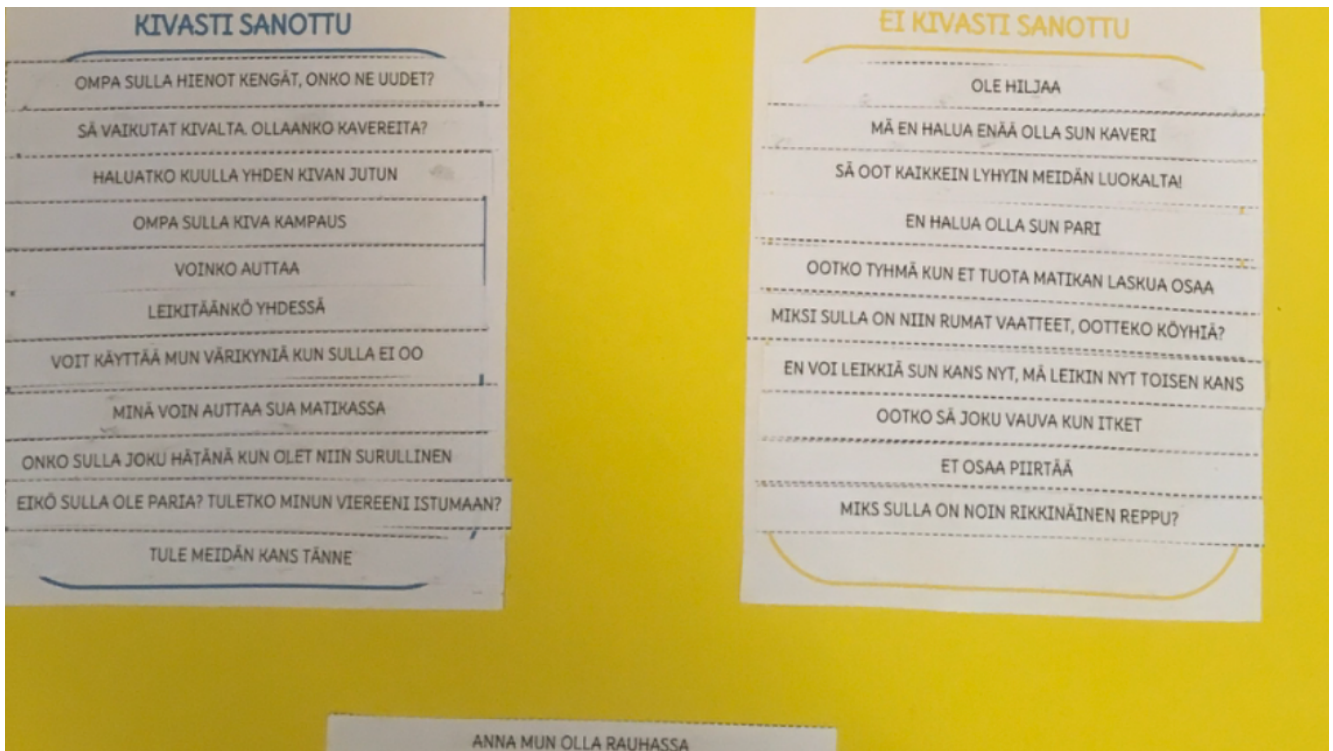 KIVASTI SANOTTU
OMPA SULLA HIENOT KENGÄT, ONKO NE UUDET?
SÄ VAIKUTAT KIVALTA. OLLAANKO KAVEREITA?
HALUATKO KUULLA YHDEN KIVAN JUTUN
OMPA SULLA KIVA KAMPAUS
VOINKO AUTTAA
LEIKITÄÄNKÖ YHDESSÄ
VOIT KÄYTTÄÄ MUN VÄRIKYNIÄ KUN SULLA EI OO
MINÄ VOIN AUTTAA SUA MATIKASSA
ONKO SULLA JOKU HÄTÄNÄ KUN OLET NIIN SURULLINEN
EIKÖ SULLA OLE PARIA? TULETKO MINUN VIEREENI ISTUMAAN?
TULE MEIDÄN KANS TÄNNE
EI KIVASTI SANOTTU
OLE HILJAA
MÄ EN HALUA ENÄÄ OLLA SUN KAVERI
SÄ OOT KAIKKEIN LYHYIN MEIDÄN LUOKALTA!
EN HALUA OLLA SUN PARI
OOTKO TYHMÄ KUN ET TUOTA MATIKAN LASKUA OSAA
MIKSI SULLA ON NIIN RUMAT VAATTEET, OOTTEKO KÖYHIÄ?
EN VOI LEIKKIÄ SUN KANS NYT, MÄ LEIKIN NYT TOISEN KANS
OOTKO SÄ JOKU VAUVA KUN ITKET
ET OSAA PIIRTÄÄ
MIKS SULLA ON NOIN RIKKINÄINEN REPPU?
ANNA MUN OLLA RAUHASSA